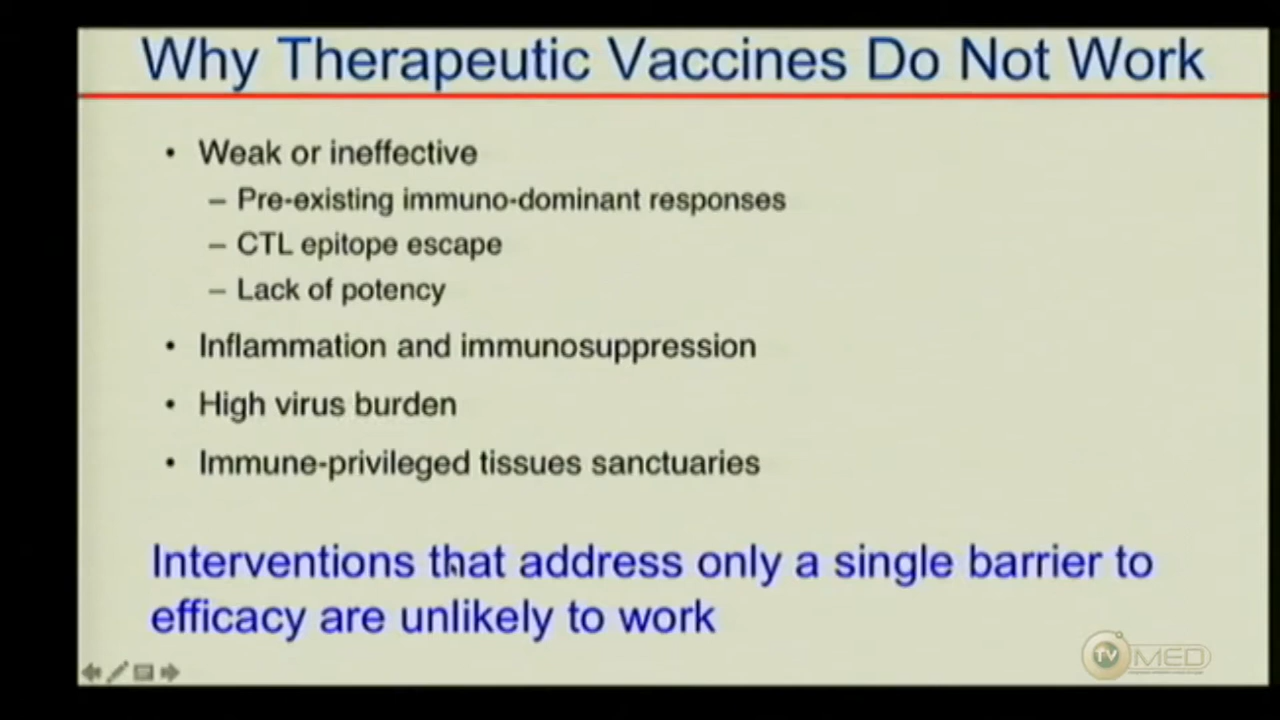 Why Therapeutic Vaccines Do Not Work
• Weak or ineffective
– Pre-existing immuno-dominant responses
– CTL epitope escape
– Lack of potency
• Inflammation and immunosuppression
• High virus burden
• Immune-privileged tissues sanctuaries
Interventions that address only a single barrier to
efficacy are unlikely to work
TV MED